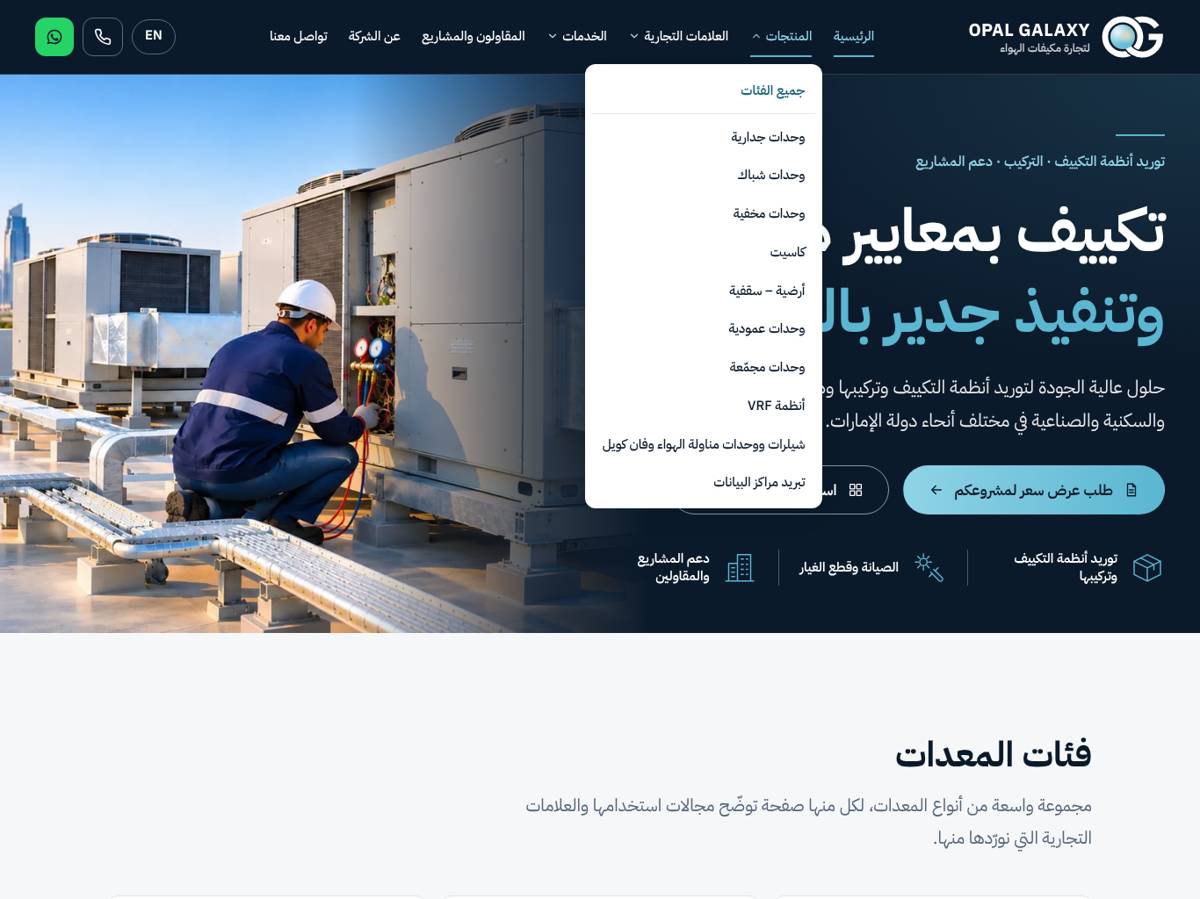 OPAL GALAXY
لتجارة مكيفات الهواء
الرئيسية
المنتجات
العلامات التجارية
الخدمات
المقاولون والمشاريع
عن الشركة
تواصل معنا
EN
جميع الفئات
وحدات جدارية
وحدات شباك
وحدات مخفية
كاسيت
أرضية – سقفية
وحدات عمودية
وحدات مجمّعة
أنظمة VRF
شيلرات ووحدات مناولة الهواء وفان كويل
تبريد مراكز البيانات
توريد أنظمة التكييف · التركيب · دعم المشاريع
تكييف بمعايير
وتنفيذ جدير
حلول عالية الجودة لتوريد أنظمة التكييف وتركيبها
والسكنية والصناعية في مختلف أنحاء دولة الإمارات.
طلب عرض سعر لمشروعكم
توريد أنظمة التكييف
وتركيبها
الصيانة وقطع الغيار
دعم المشاريع
والمقاولين
فئات المعدات
مجموعة واسعة من أنواع المعدات، لكل منها صفحة توضّح مجالات استخدامها والعلامات
التجارية التي نورّدها منها.